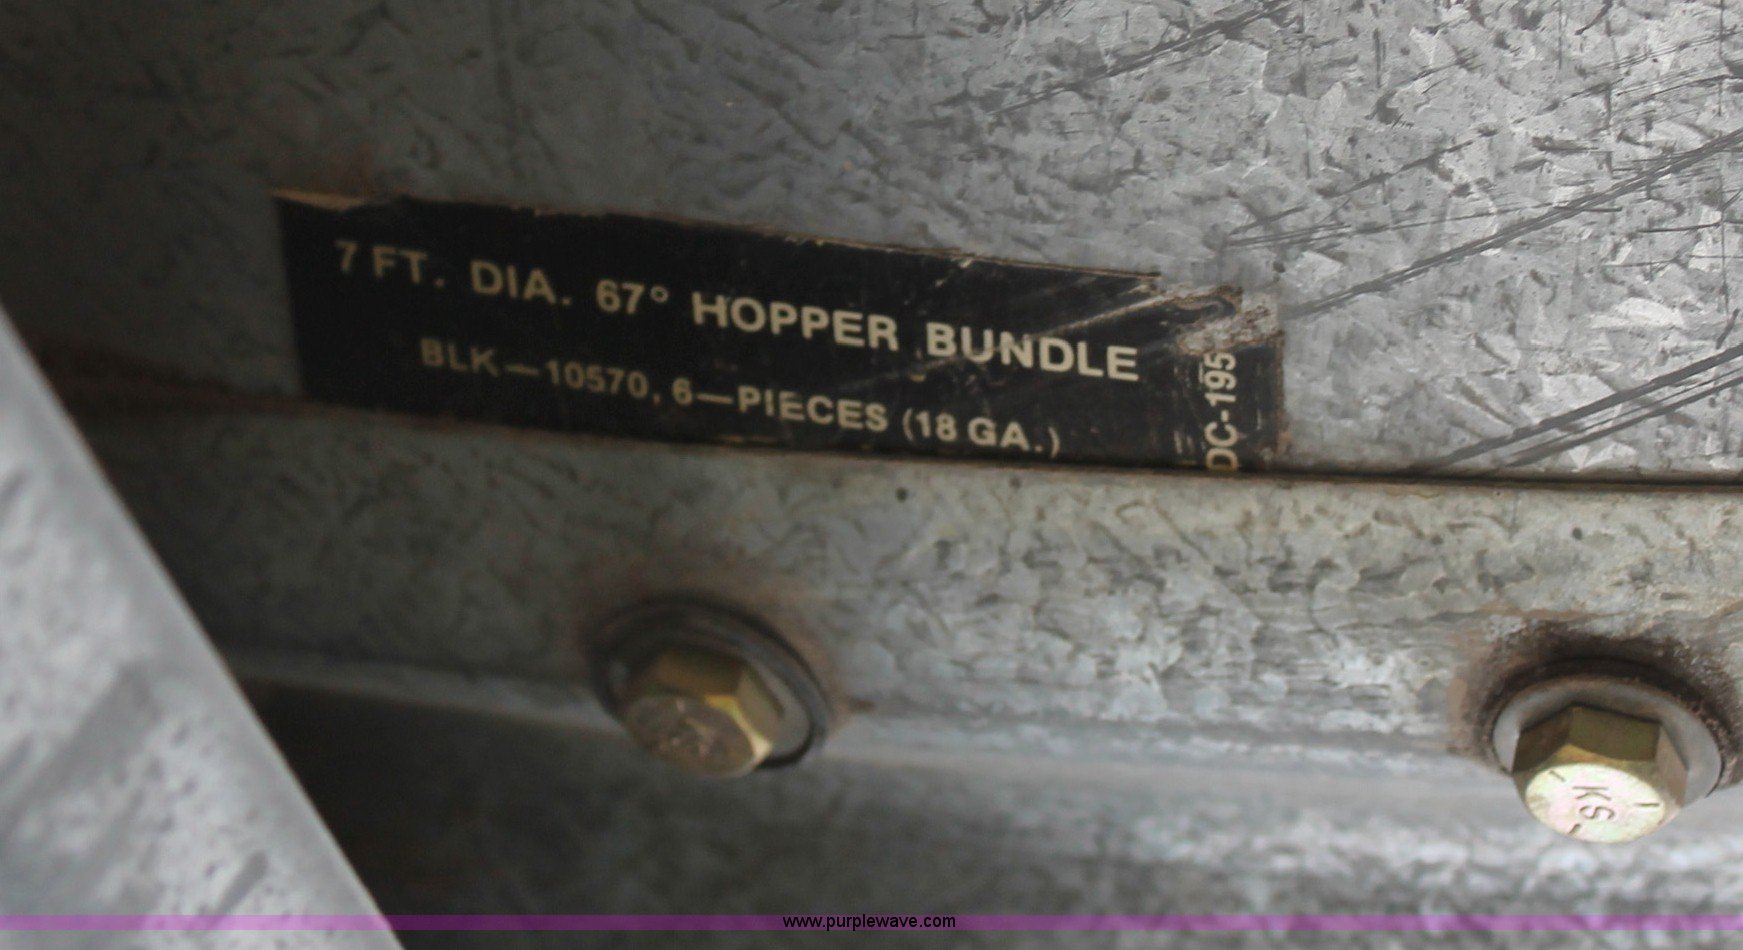 7 FT. DIA. 67° HOPPER BUNDLE
BLK—10570, 6—PIECES (18 GA.)
DC-195
KS
www.purplewave.com